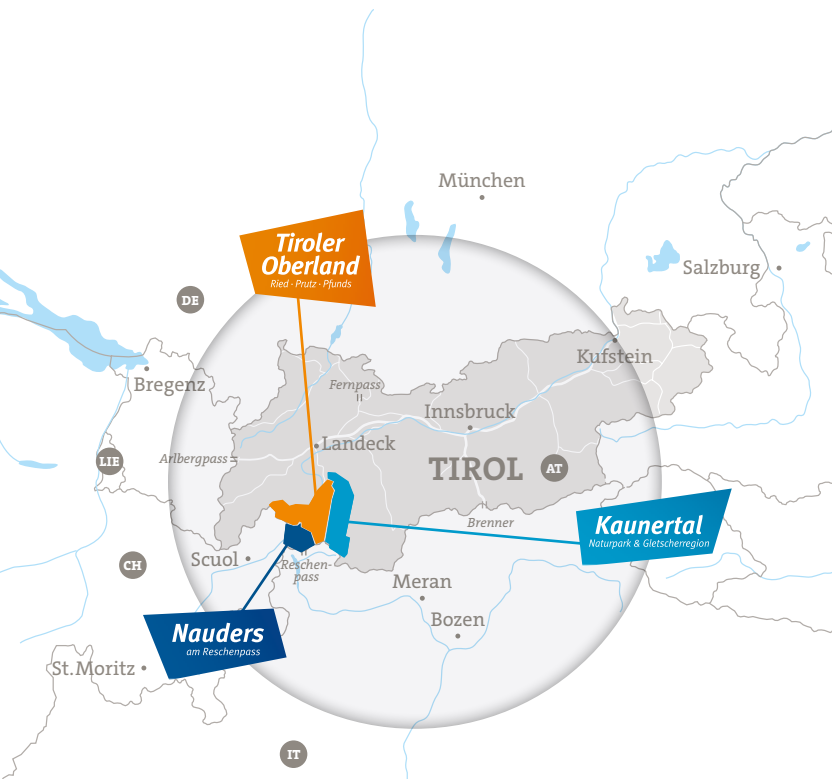 München
Tiroler
Oberland
Ried · Prutz · Pfunds
Salzburg
DE
Kufstein
Bregenz
Fernpass
Innsbruck
Landeck
Arlbergpass
LIE
TIROL
AT
Brenner
Kaunertal
Naturpark & Gletscherregion
Scuol
CH
Reschen-
pass
Meran
Bozen
Nauders
am Reschenpass
St.Moritz
IT